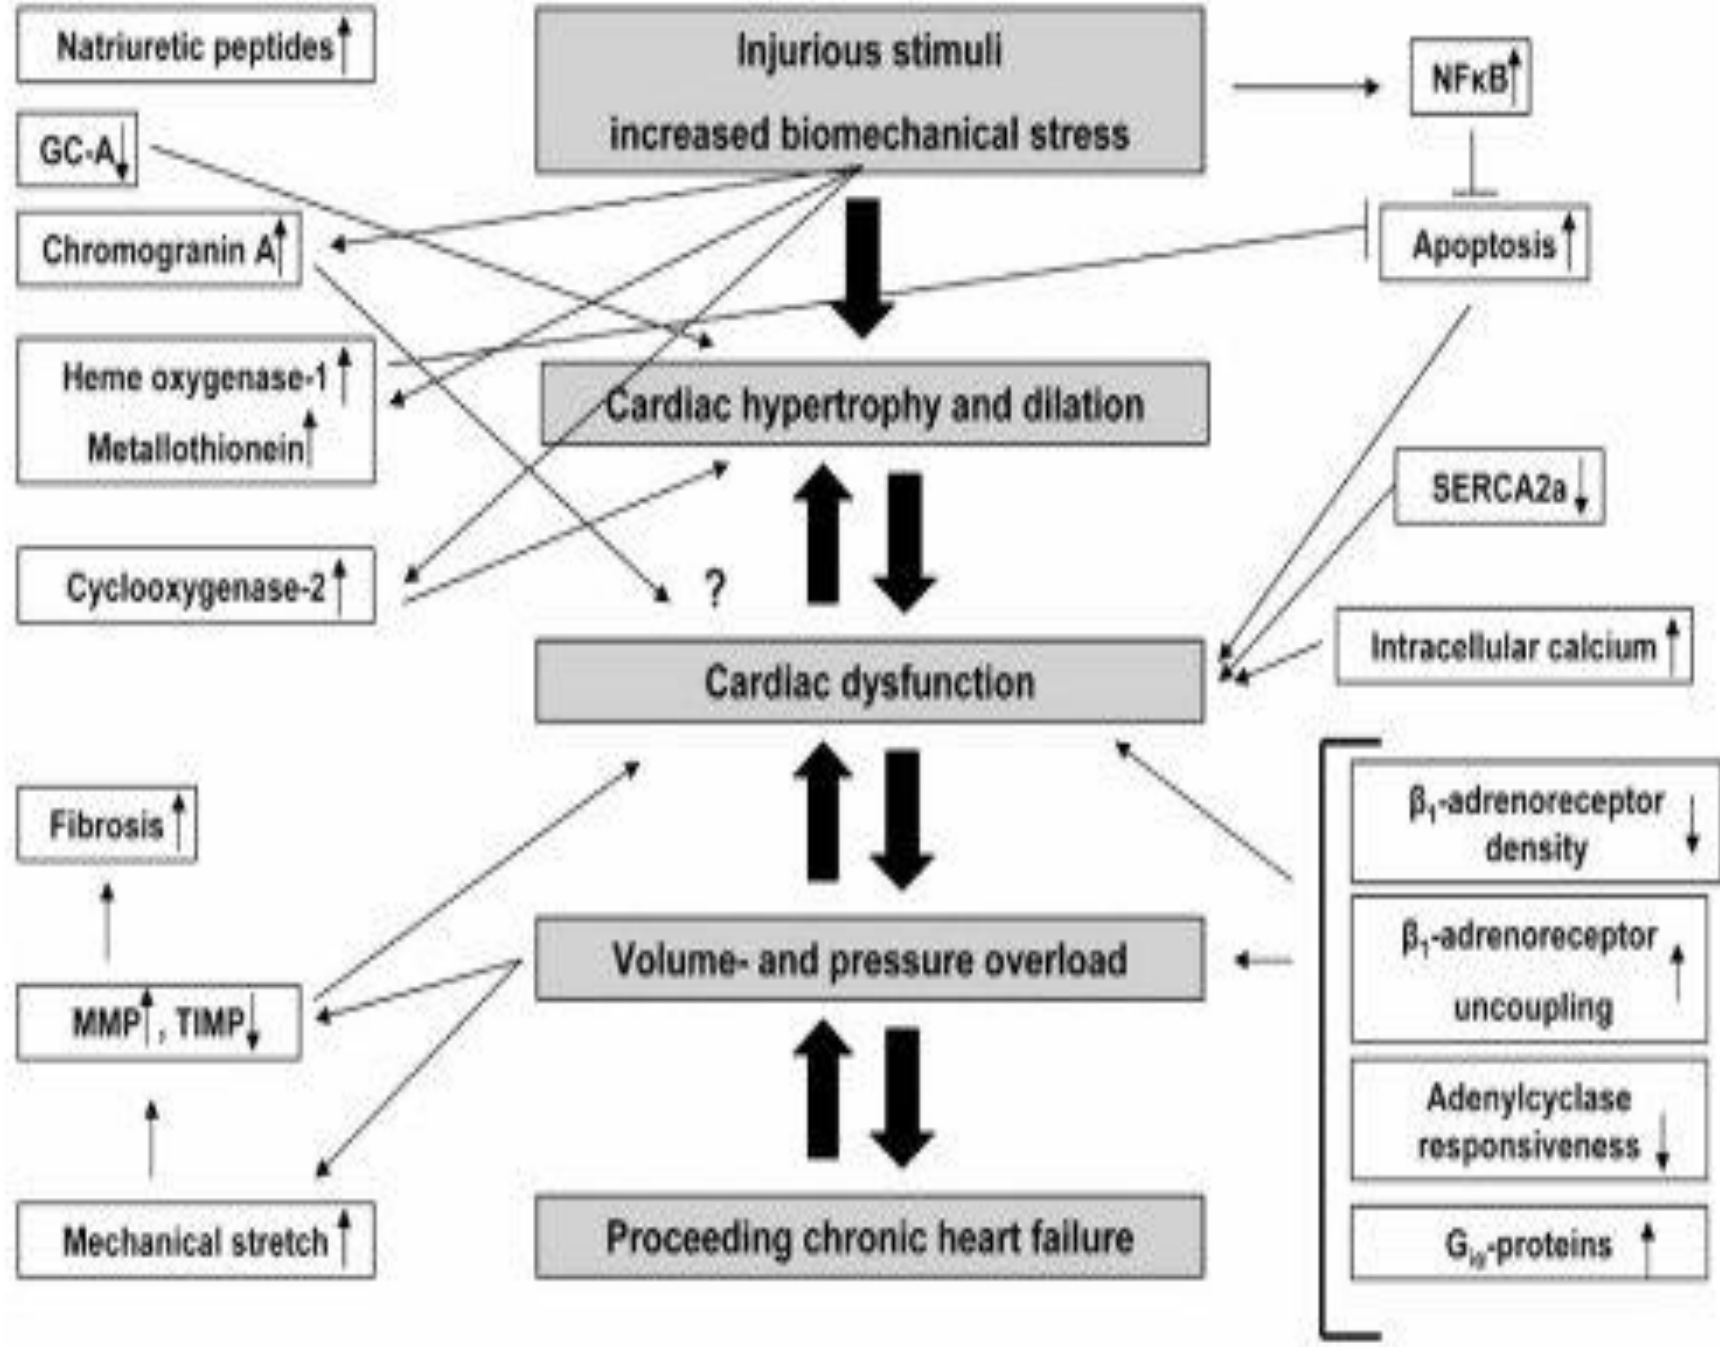 Natriuretic peptides↑
GC-A↓
Chromogranin A↑
Heme oxygenase-1↑
Metallothionein↑
Cyclooxygenase-2↑
Fibrosis↑
MMP↑, TIMP↓
Mechanical stretch↑
Injurious stimuli
increased biomechanical stress
Cardiac hypertrophy and dilation
?
Cardiac dysfunction
Volume- and pressure overload
Proceeding chronic heart failure
NFκB↑
Apoptosis↑
SERCA2a↓
Intracellular calcium↑
β₁-adrenoreceptor
density↓
β₁-adrenoreceptor
uncoupling↑
Adenylcyclase
responsiveness↓
-proteins↑